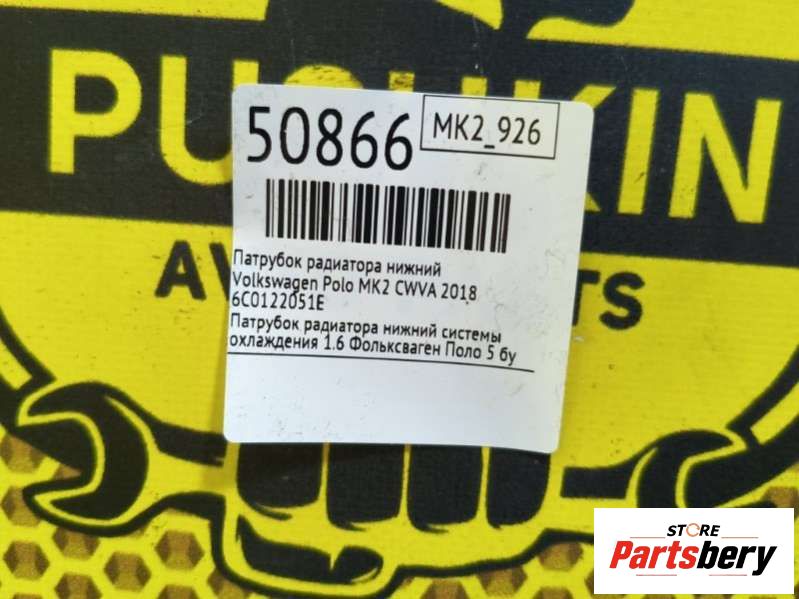 PUSHKIN
50866
MK2_926
Патрубок радиатора нижний
Volkswagen Polo MK2 CWVA 2018
6C0122051E
Патрубок радиатора нижний системы
охлаждения 1.6 Фольксваген Поло 5 бу
STORE
Partsbery